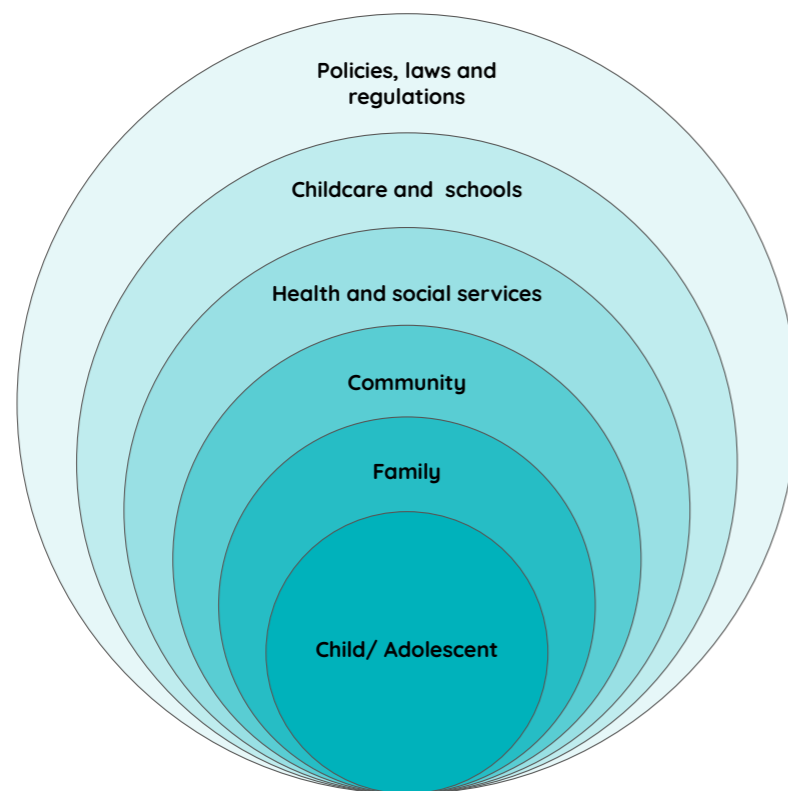 Policies, laws and
regulations
Childcare and  schools
Health and social services
Community
Family
Child/ Adolescent